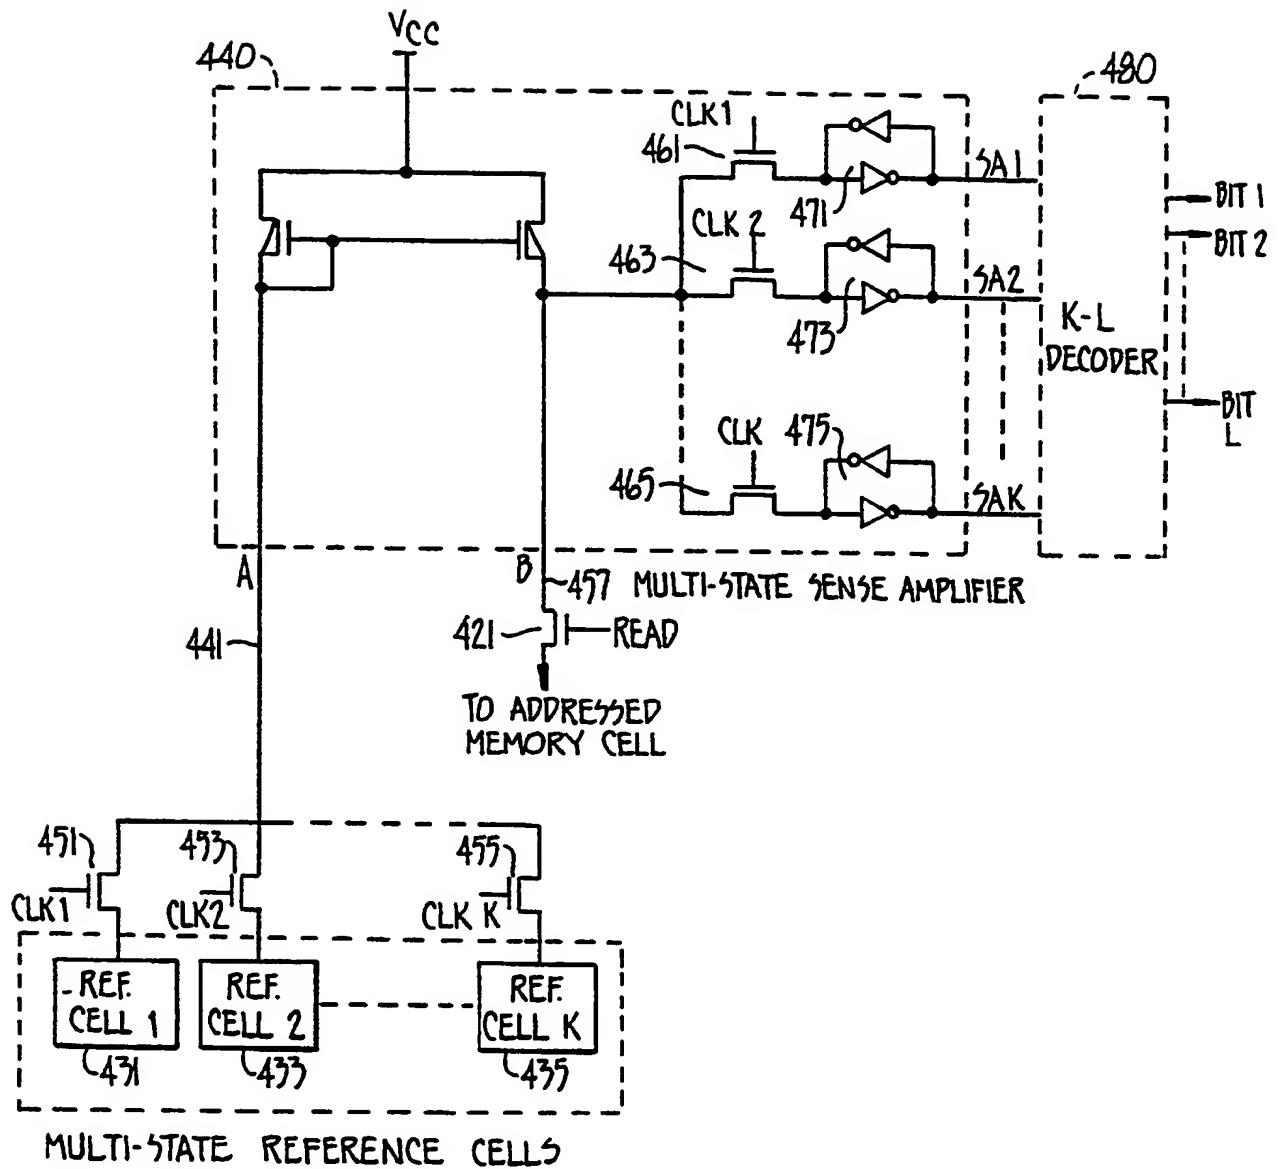 VCC
440
480
CLK1
461
471
SA1
BIT 1
CLK 2
BIT 2
463
473
SA2
K-L
DECODER
BIT
L
CLK
475
465
SAK
A
B
457
MULTI-STATE SENSE AMPLIFIER
421
READ
441
TO ADDRESSED
MEMORY CELL
451
453
455
CLK1
CLK2
CLK K
REF.
CELL 1
REF.
CELL 2
REF.
CELL K
431
433
435
MULTI-STATE REFERENCE CELLS